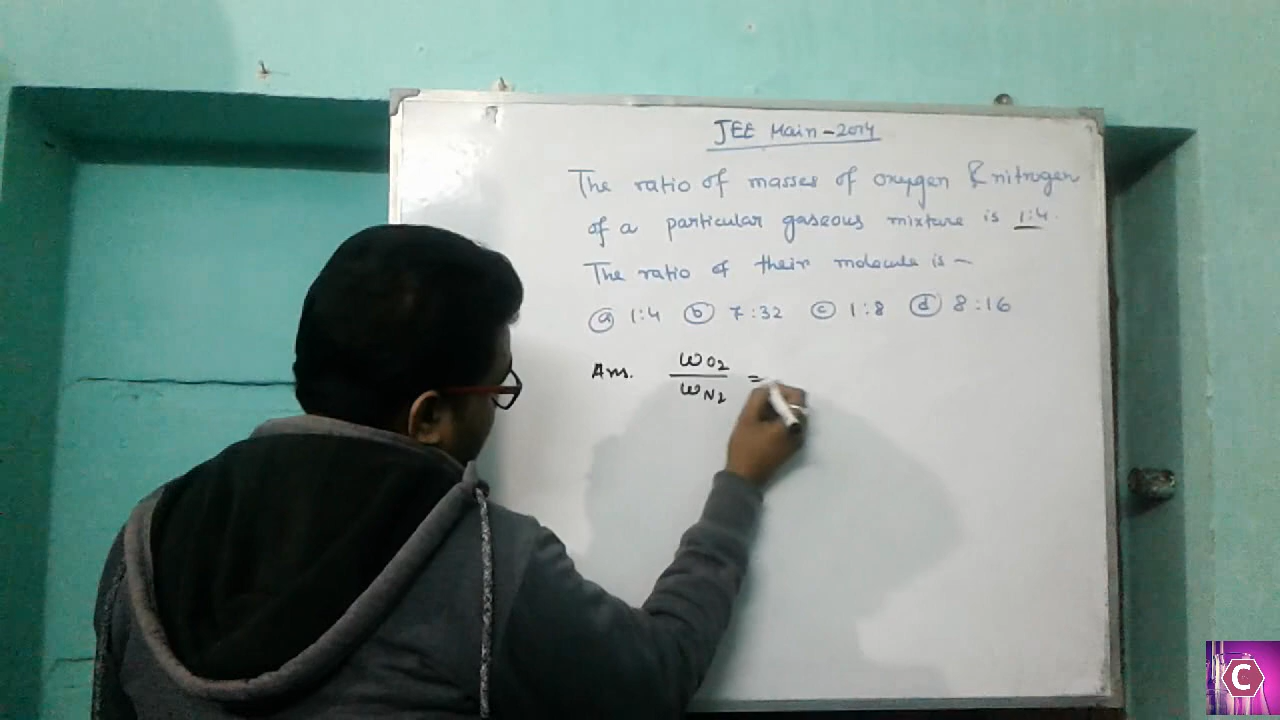 JEE Main-2014
The ratio of masses of oxygen & nitrogen
of a particular gaseous mixture is 1:4.
The ratio of their molecule is -
(a) 1:4 (b) 7:32 (c) 1:8 (d) 8:16
Ans. wO2
=
wN2
C